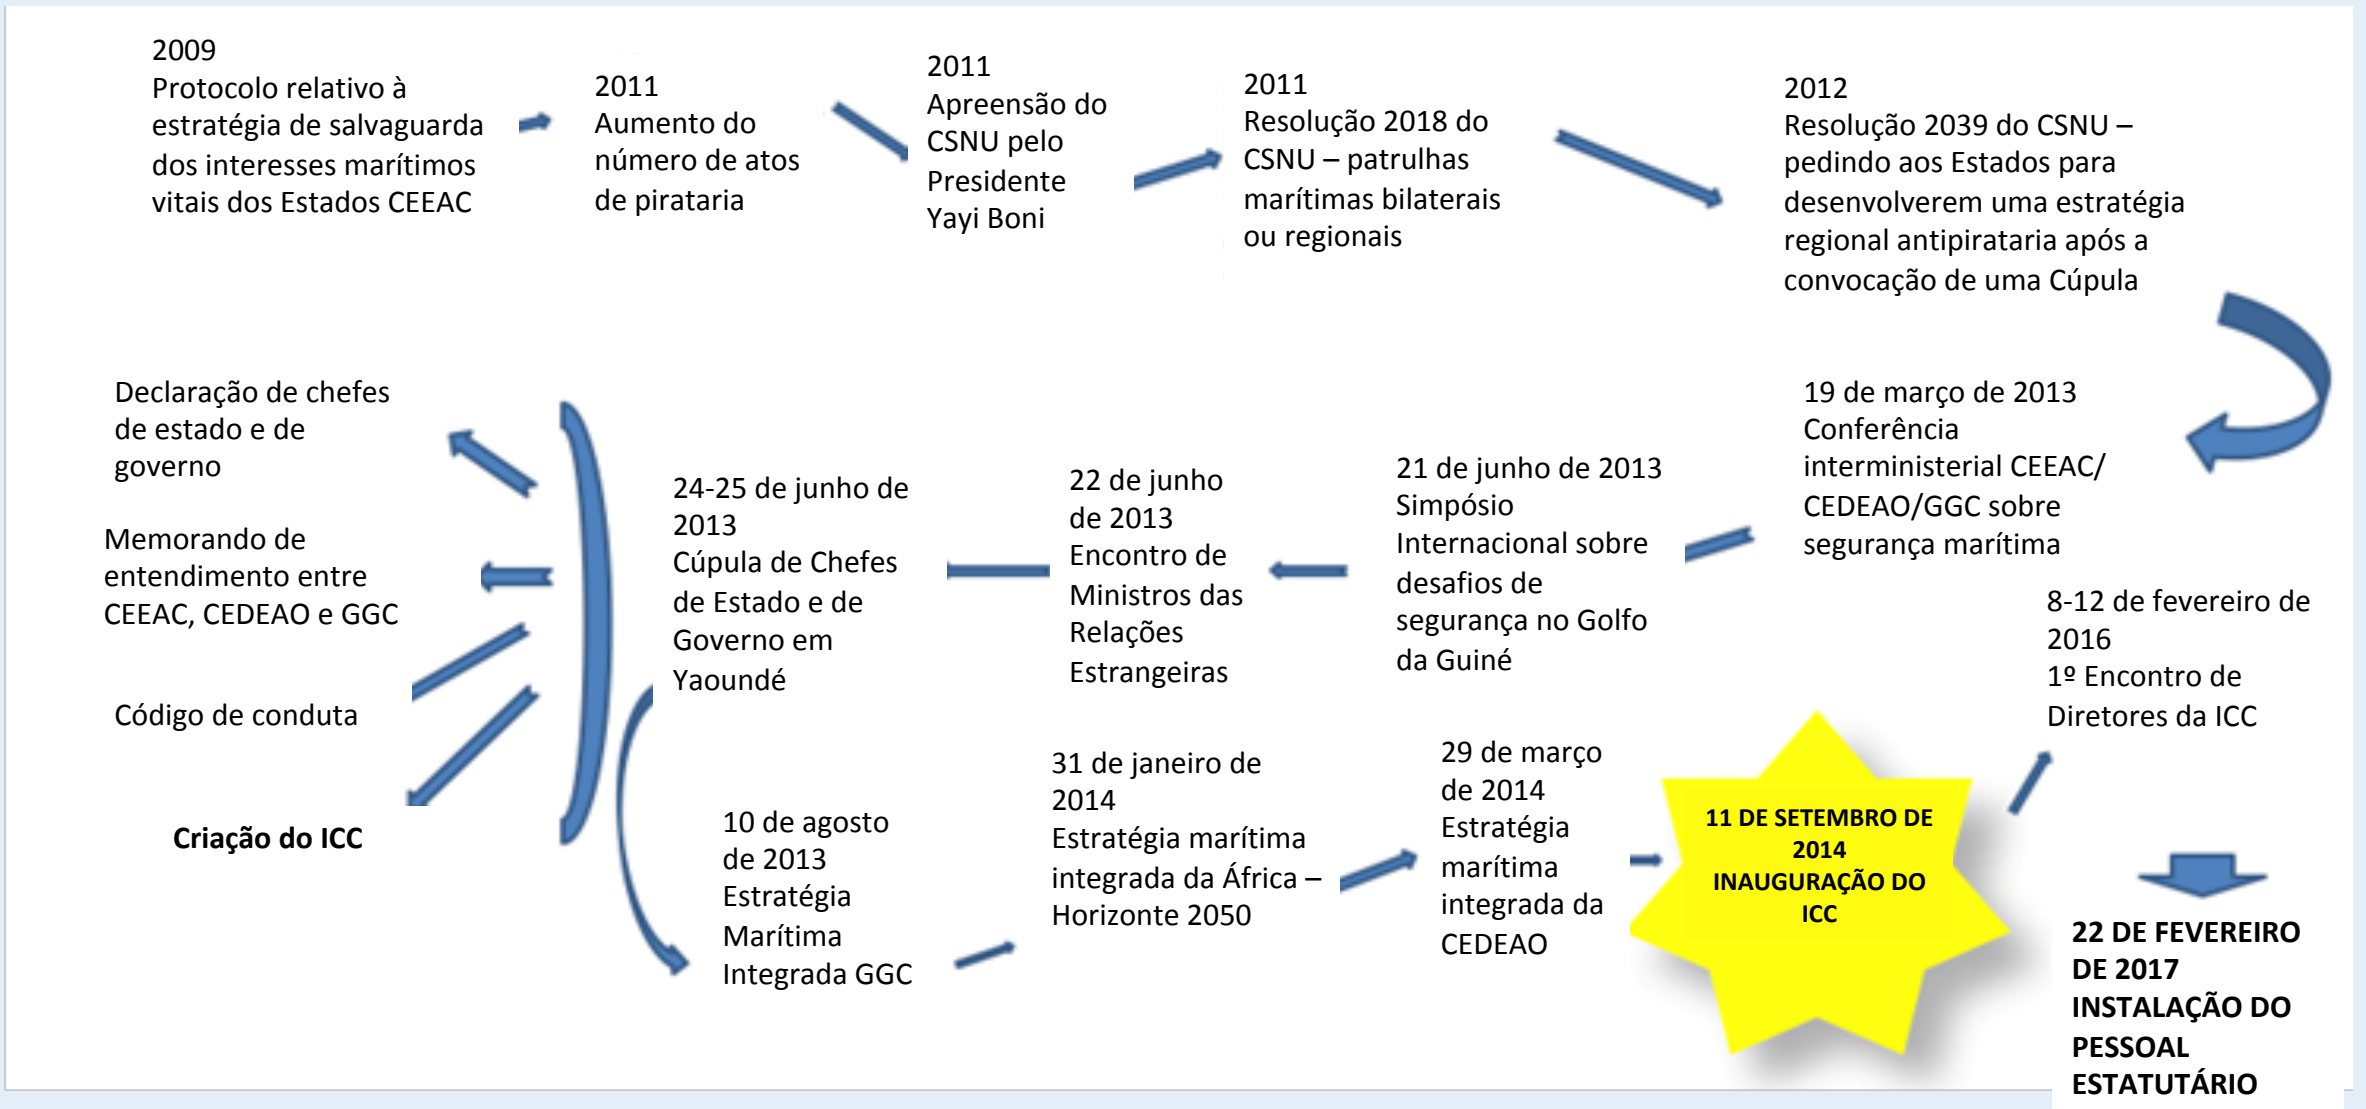 2009
Protocolo relativo à
estratégia de salvaguarda
dos interesses marítimos
vitais dos Estados CEEAC
2011
Aumento do
número de atos
de pirataria
2011
Apreensão do
CSNU pelo
Presidente
Yayi Boni
2011
Resolução 2018 do
CSNU – patrulhas
marítimas bilaterais
ou regionais
2012
Resolução 2039 do CSNU –
pedindo aos Estados para
desenvolverem uma estratégia
regional antipirataria após a
convocação de uma Cúpula
19 de março de 2013
Conferência
interministerial CEEAC/
CEDEAO/GGC sobre
segurança marítima
21 de junho de 2013
Simpósio
Internacional sobre
desafios de
segurança no Golfo
da Guiné
22 de junho
de 2013
Encontro de
Ministros das
Relações
Estrangeiras
24-25 de junho de
2013
Cúpula de Chefes
de Estado e de
Governo em
Yaoundé
Declaração de chefes
de estado e de
governo
Memorando de
entendimento entre
CEEAC, CEDEAO e GGC
Código de conduta
Criação do ICC
10 de agosto
de 2013
Estratégia
Marítima
Integrada GGC
31 de janeiro de
2014
Estratégia marítima
integrada da África –
Horizonte 2050
29 de março
de 2014
Estratégia
marítima
integrada da
CEDEAO
11 DE SETEMBRO DE
2014
INAUGURAÇÃO DO
ICC
8-12 de fevereiro de
2016
1º Encontro de
Diretores da ICC
22 DE FEVEREIRO
DE 2017
INSTALAÇÃO DO
PESSOAL
ESTATUTÁRIO